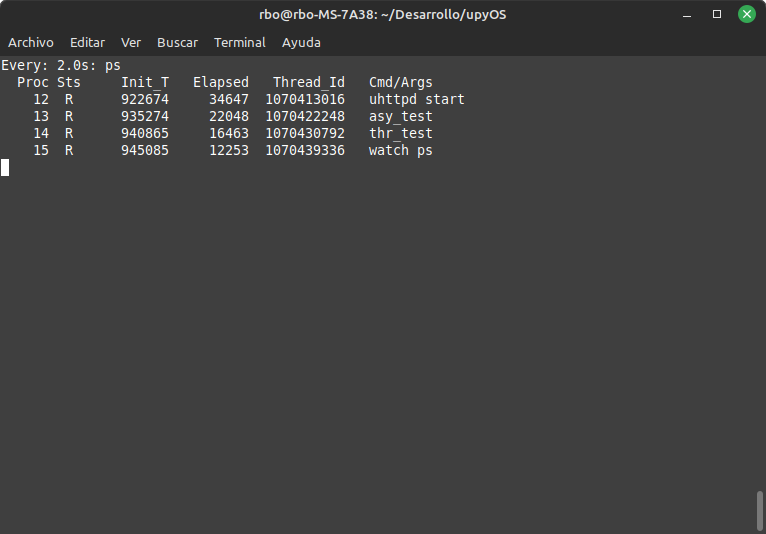 rbo@rbo-MS-7A38: ~/Desarrollo/upyOS
Archivo Editar Ver Buscar Terminal Ayuda
Every: 2.0s: ps
Proc Sts Init_T Elapsed Thread_Id Cmd/Args
12 R 922674 34647 1070413016 uhttpd start
13 R 935274 22048 1070422248 asy_test
14 R 940865 16463 1070430792 thr_test
15 R 945085 12253 1070439336 watch ps